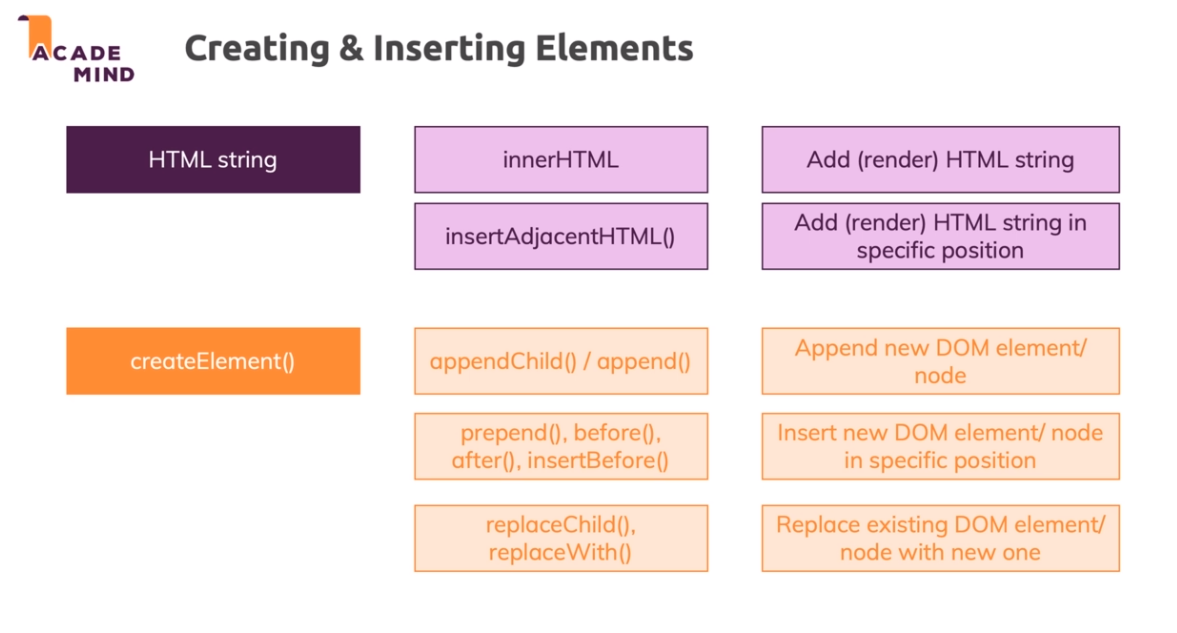 ACADE
MIND
Creating & Inserting Elements
HTML string
innerHTML
Add (render) HTML string
insertAdjacentHTML()
Add (render) HTML string in
specific position
createElement()
appendChild() / append()
Append new DOM element/
node
prepend(), before(),
after(), insertBefore()
Insert new DOM element/ node
in specific position
replaceChild(),
replaceWith()
Replace existing DOM element/
node with new one